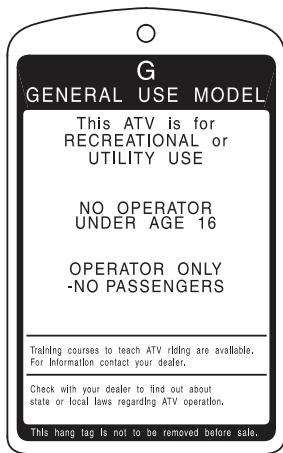 G
GENERAL USE MODEL
This ATV is for
RECREATIONAL or
UTILITY USE
NO OPERATOR
UNDER AGE 16
OPERATOR ONLY
-NO PASSENGERS
Training courses to teach ATV riding are available.
For information contact your dealer.
Check with your dealer to find out about
state or local laws regarding ATV operation.
This hang tag is not to be removed before sale.